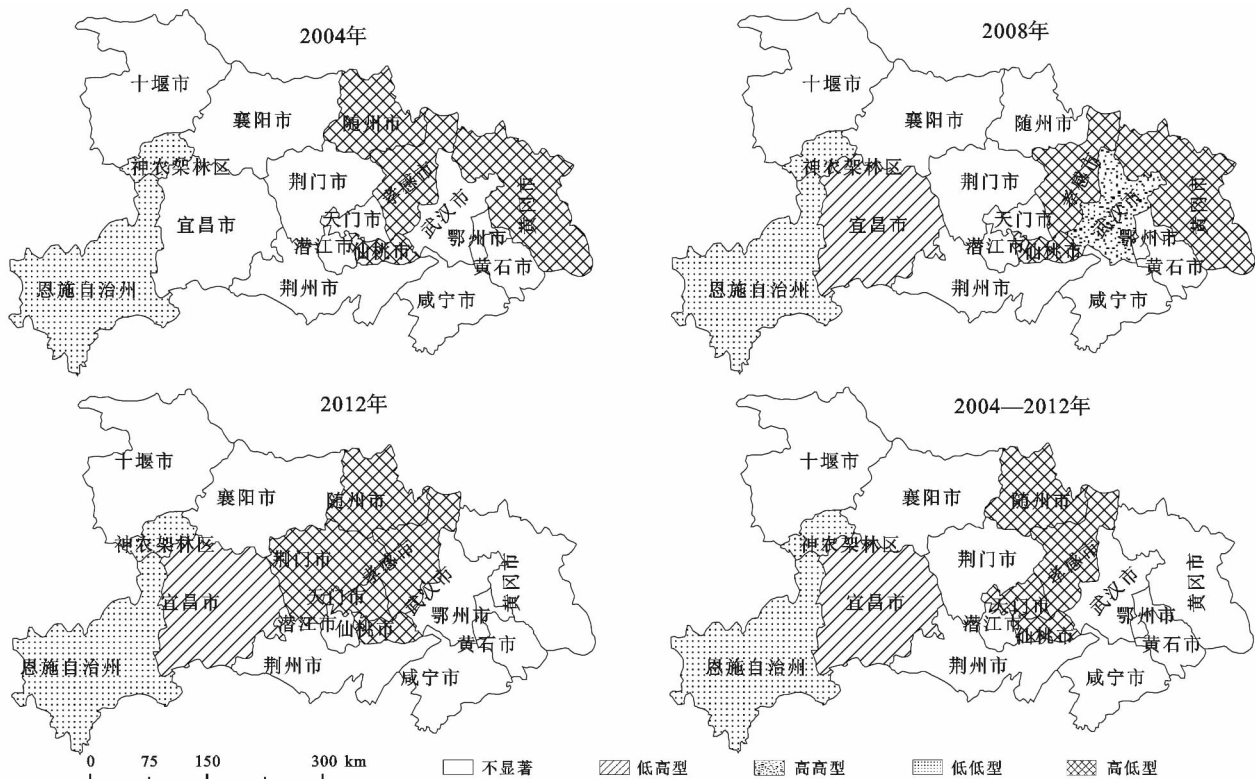 2004年
十堰市
襄阳市
随州市
神农架林区
荆门市
孝感市
宜昌市
天门市
武汉市
黄冈市
鄂州市
潜江市
仙桃市
黄石市
恩施自治州
荆州市
咸宁市
2008年
十堰市
襄阳市
随州市
神农架林区
荆门市
孝感市
宜昌市
天门市
武汉市
黄冈市
鄂州市
潜江市
仙桃市
黄石市
恩施自治州
荆州市
咸宁市
2012年
十堰市
襄阳市
随州市
神农架林区
荆门市
孝感市
宜昌市
天门市
武汉市
黄冈市
鄂州市
潜江市
仙桃市
黄石市
恩施自治州
荆州市
咸宁市
2004—2012年
十堰市
襄阳市
随州市
神农架林区
荆门市
孝感市
宜昌市
天门市
武汉市
黄冈市
鄂州市
潜江市
仙桃市
黄石市
恩施自治州
荆州市
咸宁市
0 75 150 300 km
不显著 低高型 高高型 低低型 高低型